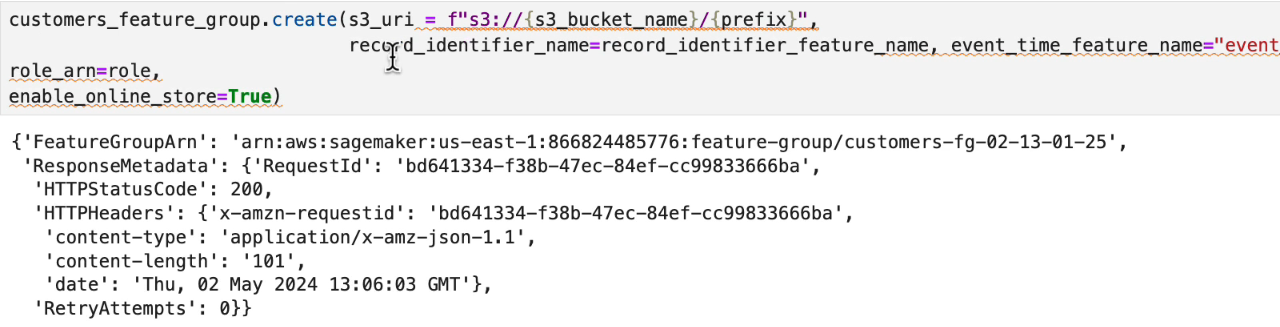 customers_feature_group.create(s3_uri = f"s3://{s3_bucket_name}/{prefix}",
record_identifier_name=record_identifier_feature_name, event_time_feature_name="event
role_arn=role,
enable_online_store=True)
{'FeatureGroupArn': 'arn:aws:sagemaker:us-east-1:866824485776:feature-group/customers-fg-02-13-01-25',
'ResponseMetadata': {'RequestId': 'bd641334-f38b-47ec-84ef-cc99833666ba',
'HTTPStatusCode': 200,
'HTTPHeaders': {'x-amzn-requestid': 'bd641334-f38b-47ec-84ef-cc99833666ba',
'content-type': 'application/x-amz-json-1.1',
'content-length': '101',
'date': 'Thu, 02 May 2024 13:06:03 GMT'},
'RetryAttempts': 0}}